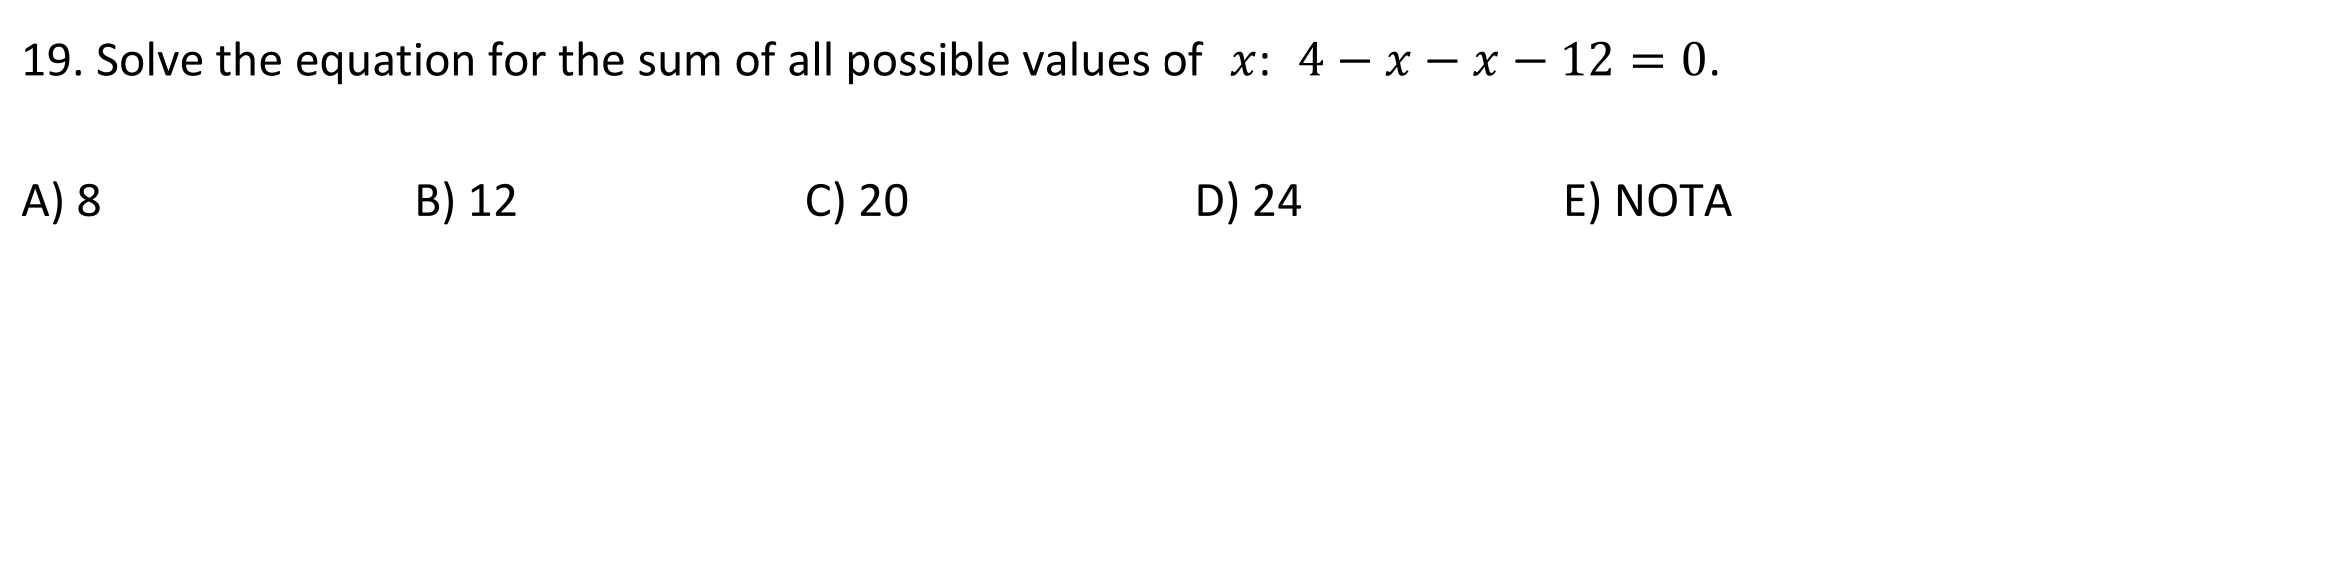 19. Solve the equation for the sum of all possible values of x: 4 − x − x − 12 = 0.
A) 8 B) 12 C) 20 D) 24 E) NOTA